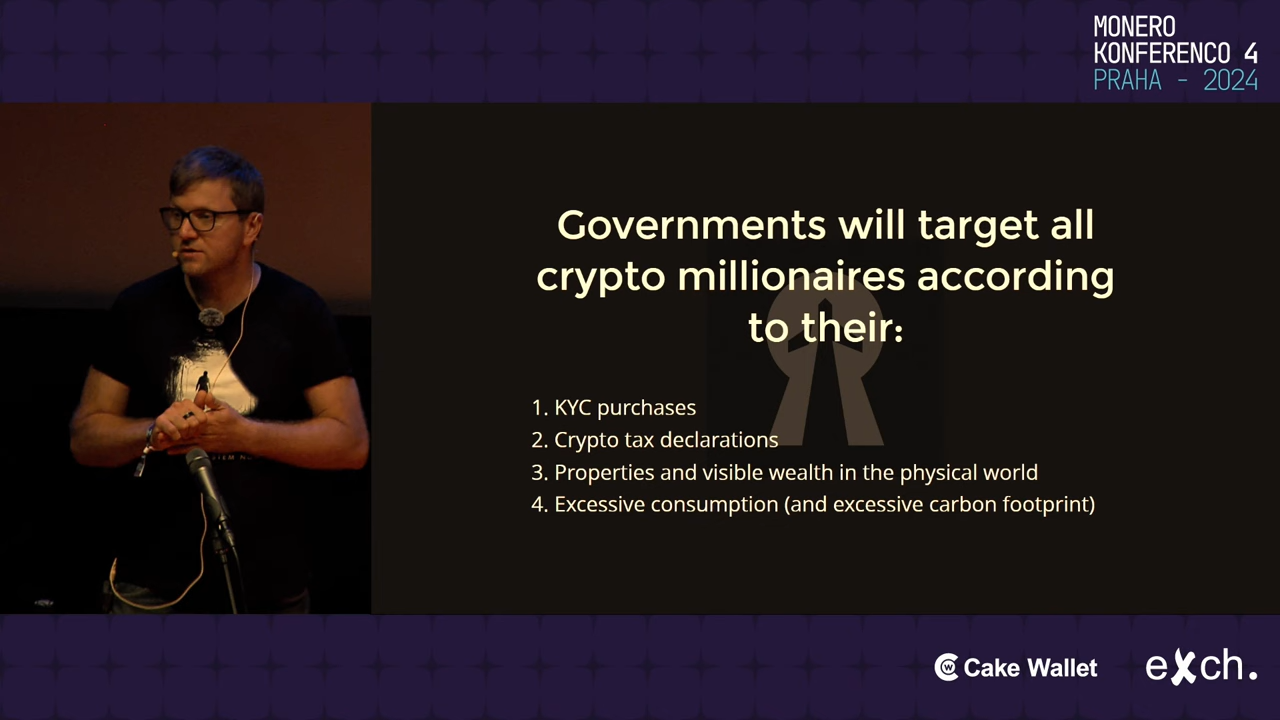 MONERO
KONFERENCO 4
PRAHA - 2024
Governments will target all
crypto millionaires according
to their:
1. KYC purchases
2. Crypto tax declarations
3. Properties and visible wealth in the physical world
4. Excessive consumption (and excessive carbon footprint)
Cake Wallet
exch.